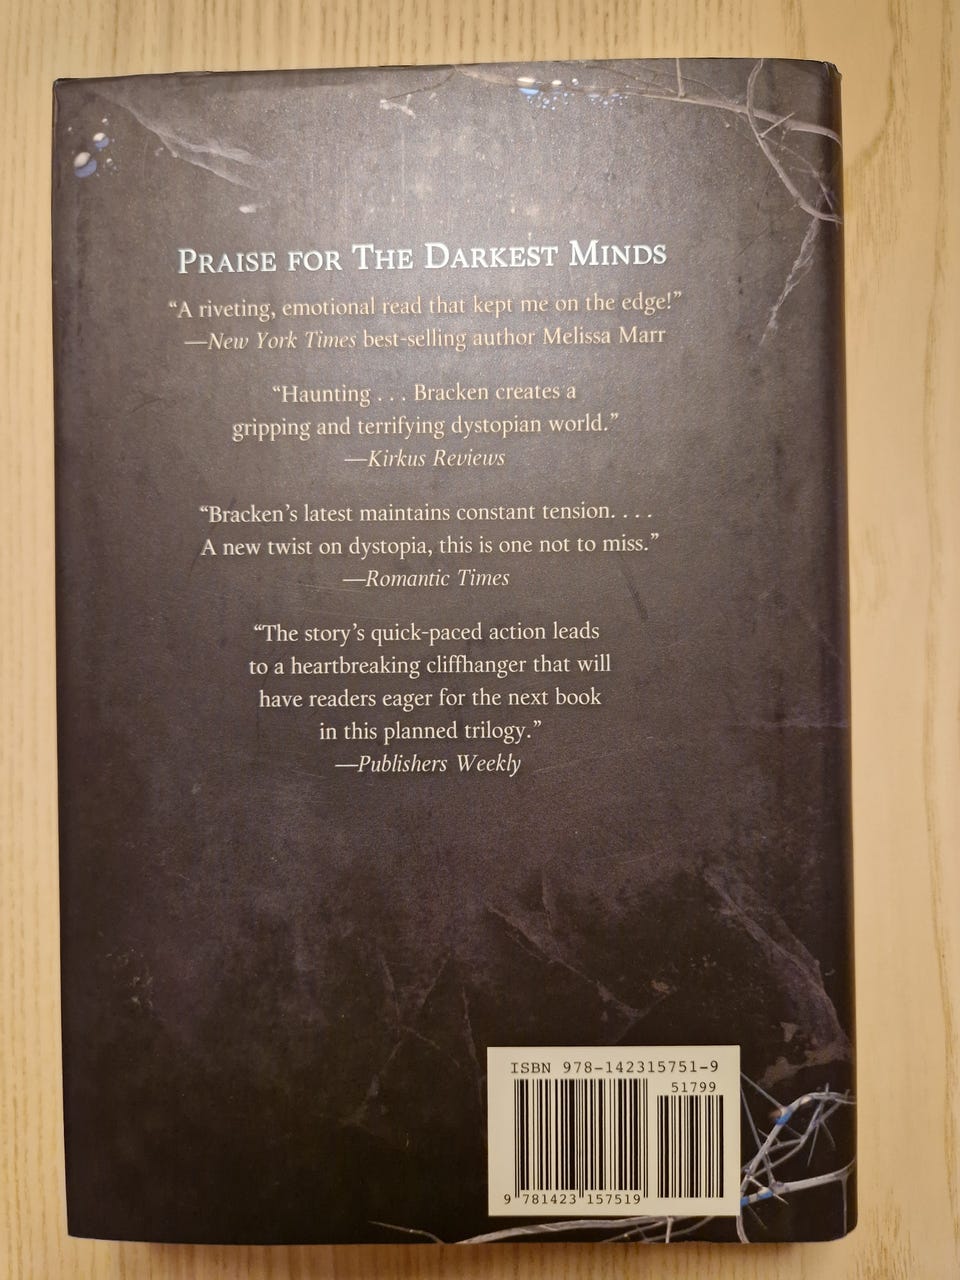 PRAISE FOR THE DARKEST MINDS
“A riveting, emotional read that kept me on the edge!”
—New York Times best-selling author Melissa Marr
“Haunting . . . Bracken creates a
gripping and terrifying dystopian world.”
—Kirkus Reviews
“Bracken’s latest maintains constant tension. . . .
A new twist on dystopia, this is one not to miss.”
—Romantic Times
“The story’s quick-paced action leads
to a heartbreaking cliffhanger that will
have readers eager for the next book
in this planned trilogy.”
—Publishers Weekly
ISBN 978-142315751-9
51799
9 781423 157519